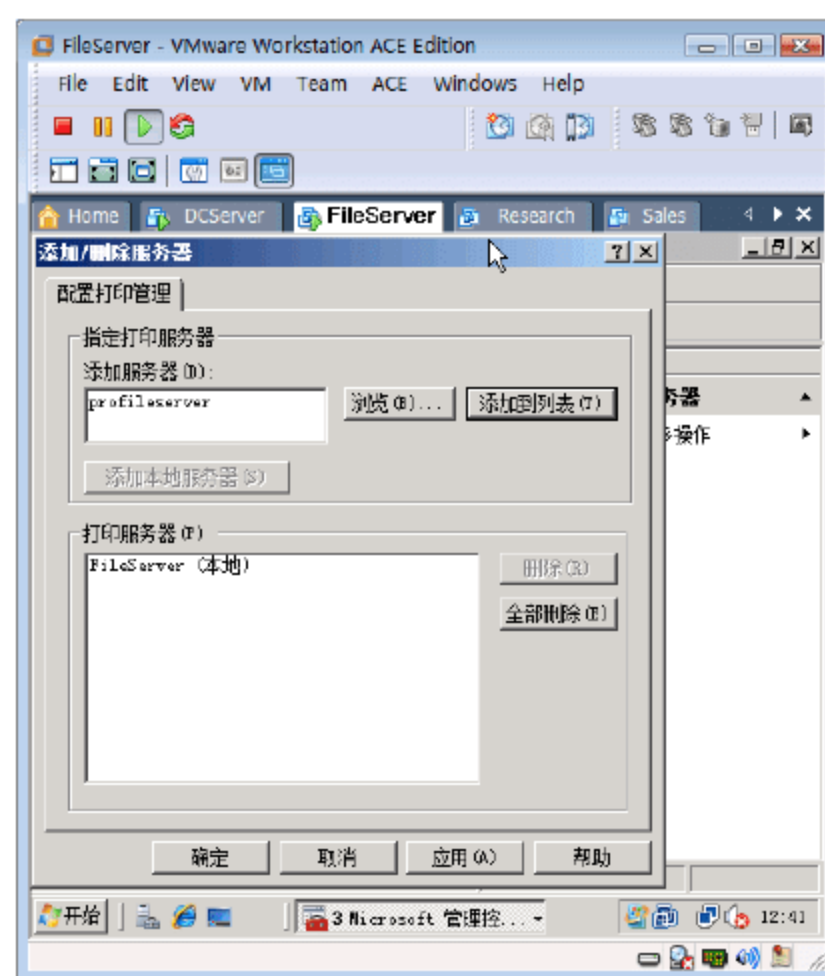 FileServer - VMware Workstation ACE Edition
File Edit View VM Team ACE Windows Help
Home DCServer FileServer Research Sales
添加/删除服务器
配置打印管理
指定打印服务器
添加服务器(D):
profileserver 浏览(B)... 添加到列表(T)
务器
操作
添加本地服务器(S)
打印服务器(P)
FileServer (本地) 删除(R)
全部删除(E)
确定 取消 应用(A) 帮助
开始 3 Microsoft 管理控... 12:41